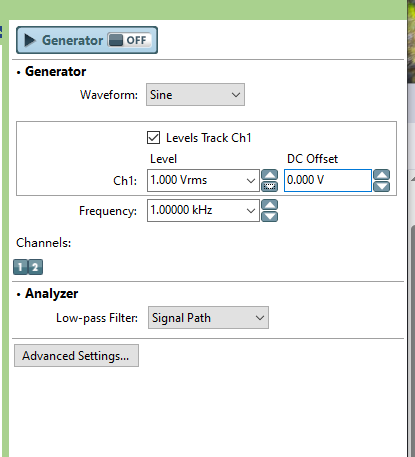 Generator OFF
• Generator
Waveform: Sine
Levels Track Ch1
Level DC Offset
Ch1: 1.000 Vrms 0.000 V
Frequency: 1.00000 kHz
Channels:
1 2
• Analyzer
Low-pass Filter: Signal Path
Advanced Settings...